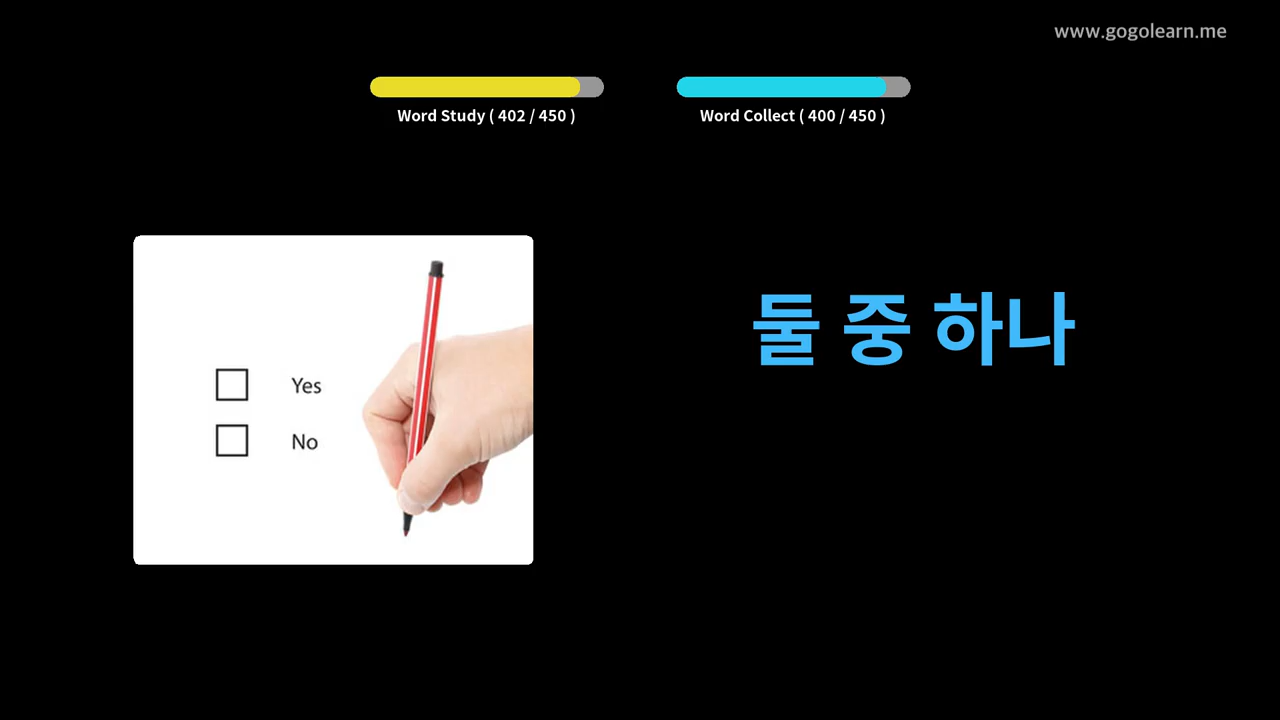 www.gogolearn.me
Word Study ( 402 / 450 )
Word Collect ( 400 / 450 )
둘 중 하나
Yes
No